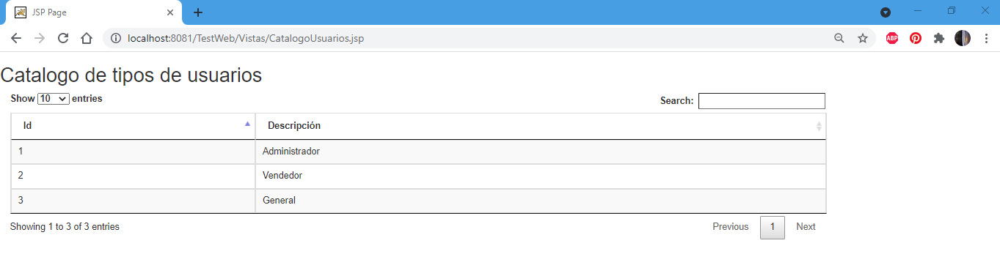 JSP Page
localhost:8081/TestWeb/Vistas/CatalogoUsuarios.jsp
ABP
Catalogo de tipos de usuarios
Show 10 entries
Search:
Id Descripción
1 Administrador
2 Vendedor
3 General
Showing 1 to 3 of 3 entries
Previous 1 Next